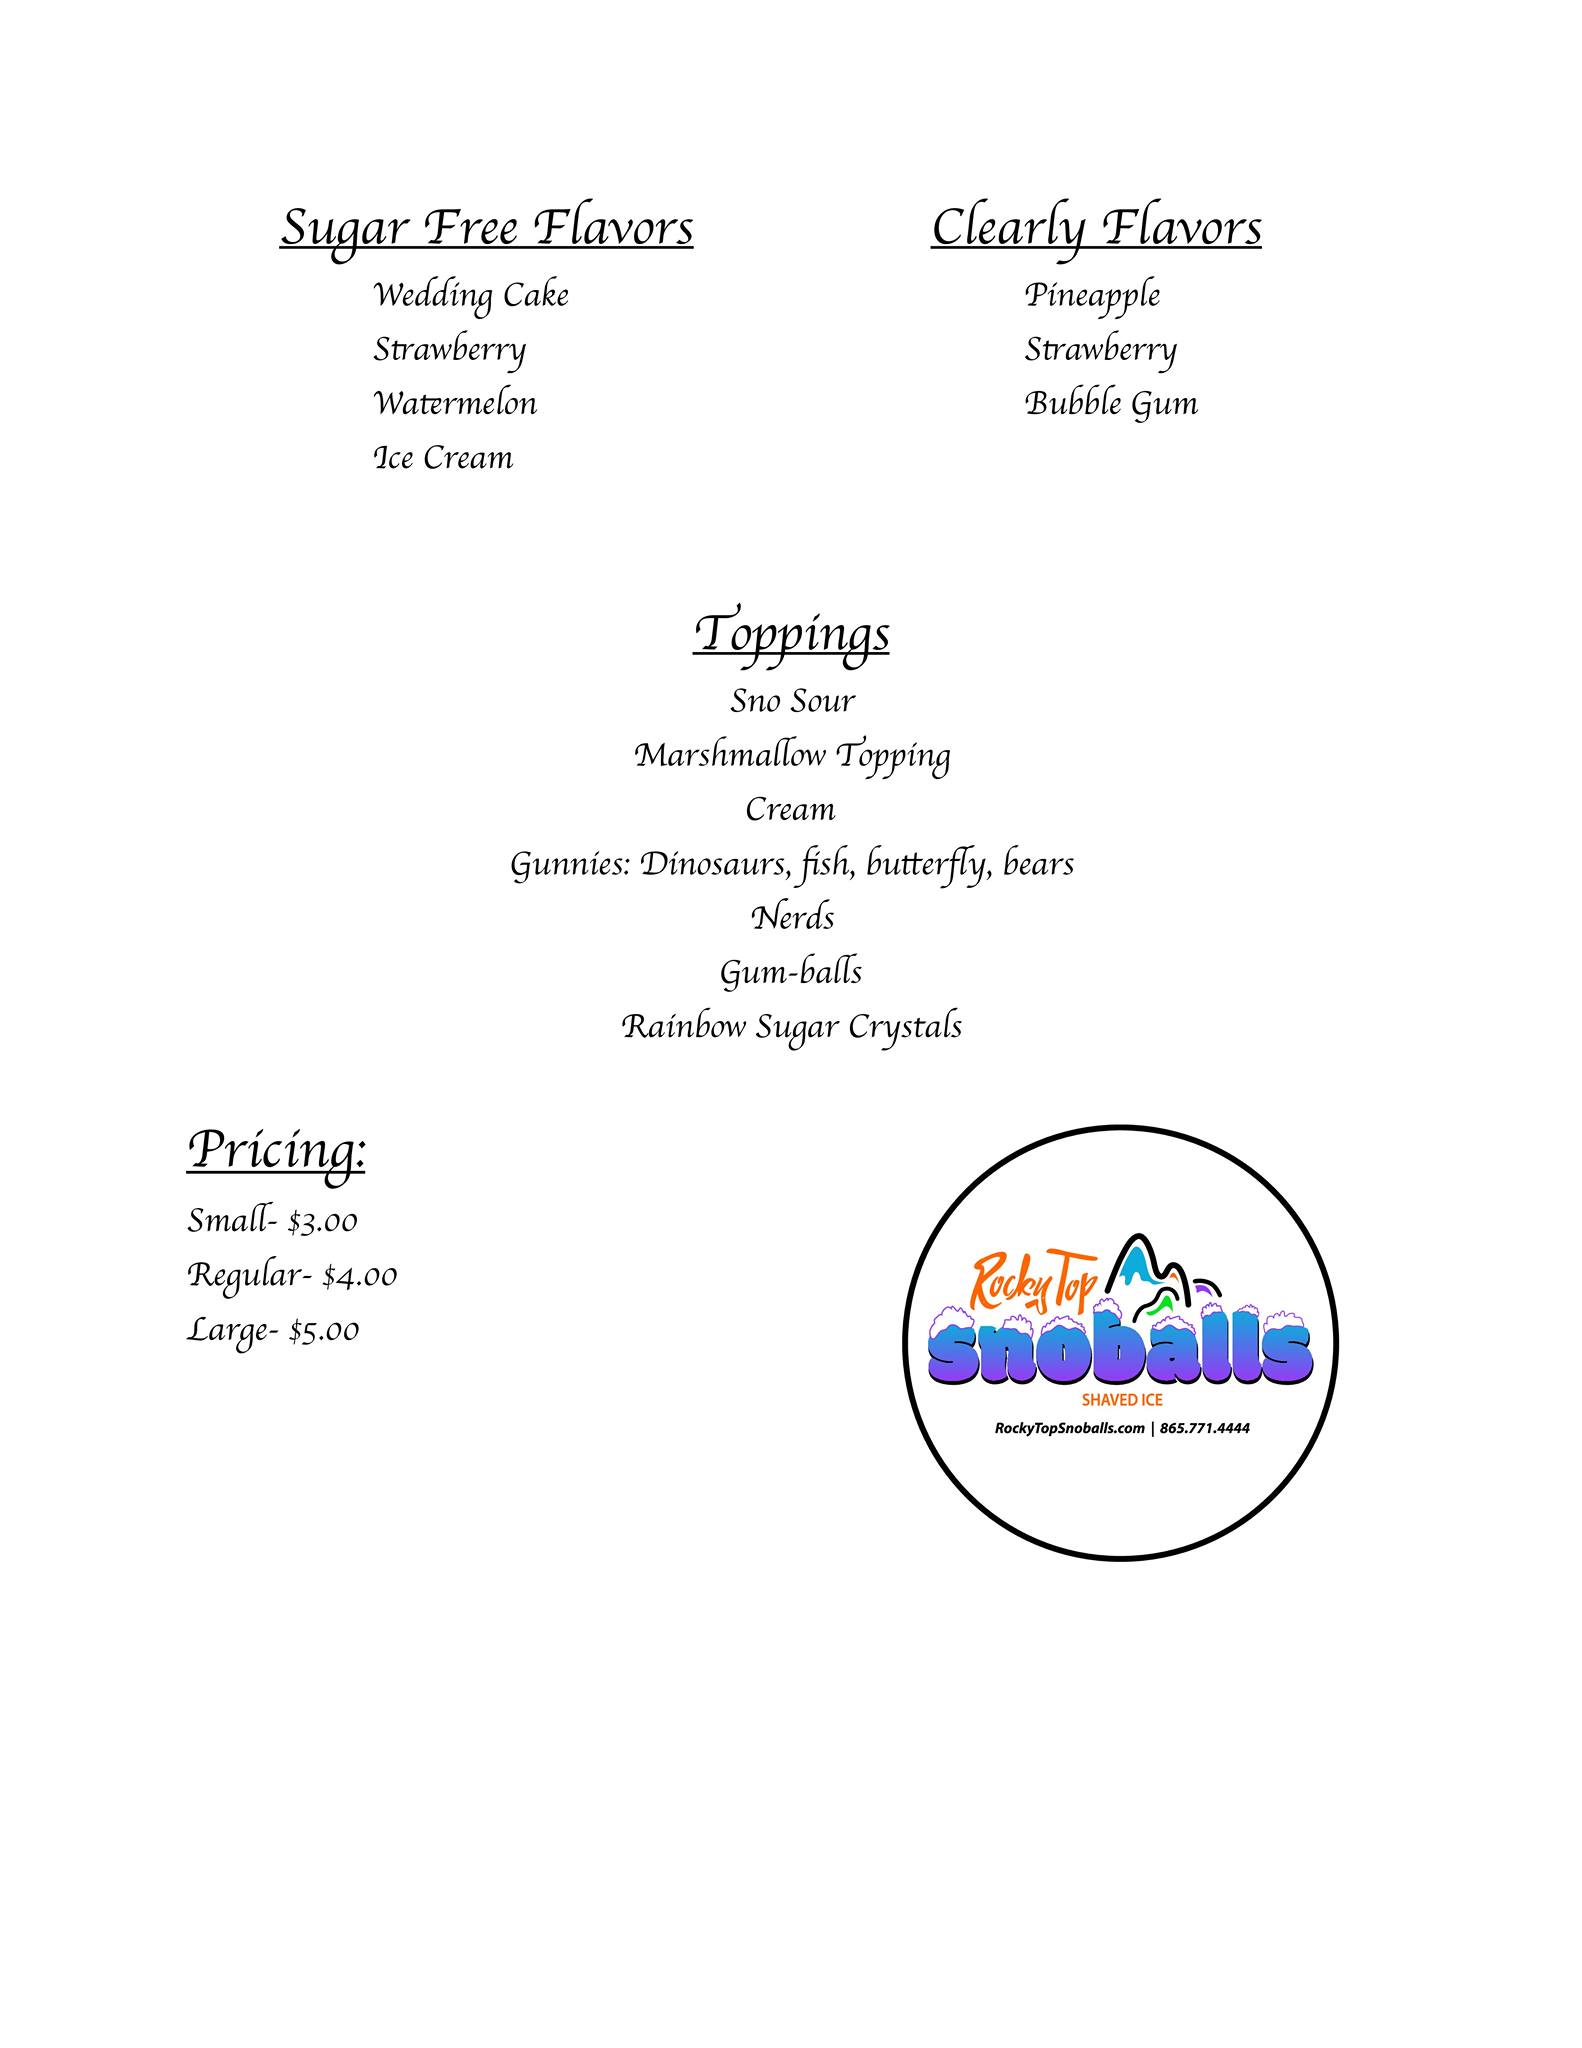 Sugar Free Flavors
Wedding Cake
Strawberry
Watermelon
Ice Cream
Clearly Flavors
Pineapple
Strawberry
Bubble Gum
Toppings
Sno Sour
Marshmallow Topping
Cream
Gunnies: Dinosaurs, fish, butterfly, bears
Nerds
Gum-balls
Rainbow Sugar Crystals
Pricing:
Small- $3.00
Regular- $4.00
Large- $5.00
Rocky Top
snoballs
SHAVED ICE
RockyTopSnoballs.com | 865.771.4444